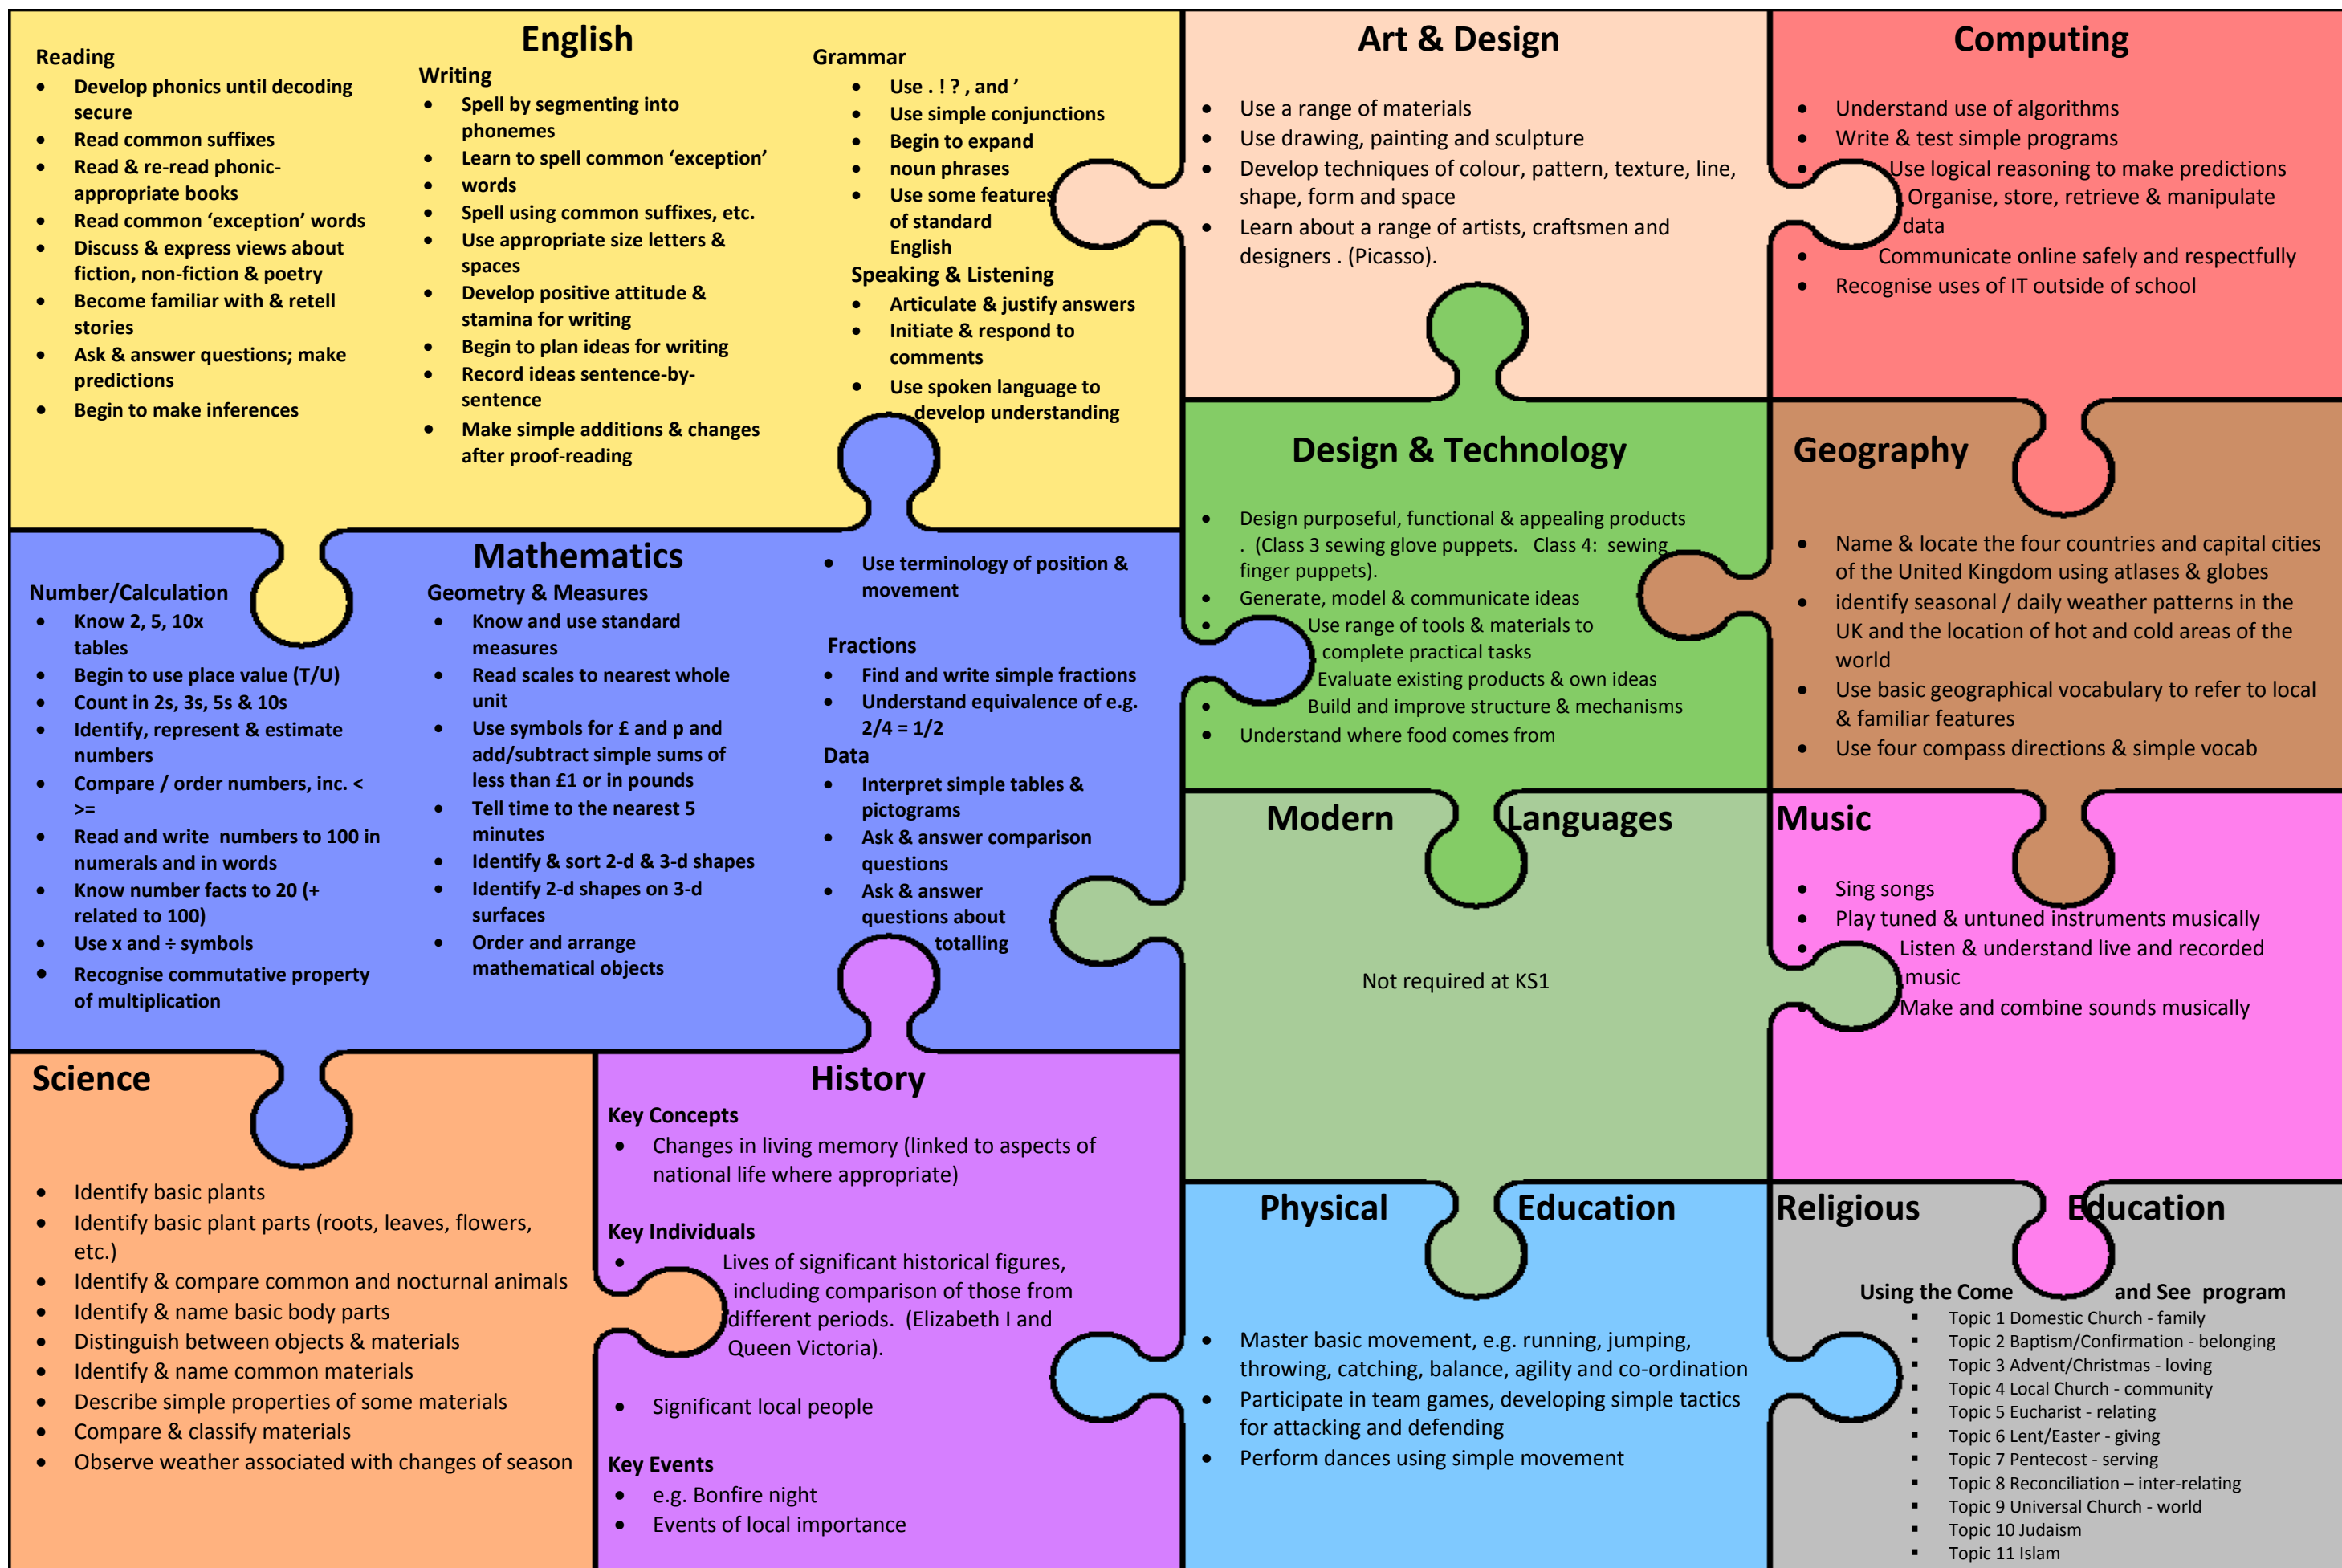 English
Reading
• Develop phonics until decoding
secure
• Read common suffixes
• Read & re-read phonic-
appropriate books
• Read common ‘exception’ words
• Discuss & express views about
fiction, non-fiction & poetry
• Become familiar with & retell
stories
• Ask & answer questions; make
predictions
• Begin to make inferences
Writing
• Spell by segmenting into
phonemes
• Learn to spell common ‘exception’
• words
• Spell using common suffixes, etc.
• Use appropriate size letters &
spaces
• Develop positive attitude &
stamina for writing
• Begin to plan ideas for writing
• Record ideas sentence-by-
sentence
• Make simple additions & changes
after proof-reading
Grammar
• Use . ! ? , and ’
• Use simple conjunctions
• Begin to expand
• noun phrases
• Use some features
of standard
English
Speaking & Listening
• Articulate & justify answers
• Initiate & respond to
comments
• Use spoken language to
develop understanding
Art & Design
• Use a range of materials
• Use drawing, painting and sculpture
• Develop techniques of colour, pattern, texture, line,
shape, form and space
• Learn about a range of artists, craftsmen and
designers . (Picasso).
Computing
• Understand use of algorithms
• Write & test simple programs
• Use logical reasoning to make predictions
Organise, store, retrieve & manipulate
data
• Communicate online safely and respectfully
• Recognise uses of IT outside of school
Mathematics
Number/Calculation
• Know 2, 5, 10x
tables
• Begin to use place value (T/U)
• Count in 2s, 3s, 5s & 10s
• Identify, represent & estimate
numbers
• Compare / order numbers, inc. <
>=
• Read and write numbers to 100 in
numerals and in words
• Know number facts to 20 (+
related to 100)
• Use x and ÷ symbols
• Recognise commutative property
of multiplication
Geometry & Measures
• Know and use standard
measures
• Read scales to nearest whole
unit
• Use symbols for £ and p and
add/subtract simple sums of
less than £1 or in pounds
• Tell time to the nearest 5
minutes
• Identify & sort 2-d & 3-d shapes
• Identify 2-d shapes on 3-d
surfaces
• Order and arrange
mathematical objects
• Use terminology of position &
movement
Fractions
• Find and write simple fractions
• Understand equivalence of e.g.
2/4 = 1/2
Data
• Interpret simple tables &
pictograms
• Ask & answer comparison
questions
• Ask & answer
questions about
totalling
Design & Technology
• Design purposeful, functional & appealing products
. (Class 3 sewing glove puppets. Class 4: sewing
finger puppets).
• Generate, model & communicate ideas
• Use range of tools & materials to
complete practical tasks
• Evaluate existing products & own ideas
• Build and improve structure & mechanisms
• Understand where food comes from
Geography
• Name & locate the four countries and capital cities
of the United Kingdom using atlases & globes
• identify seasonal / daily weather patterns in the
UK and the location of hot and cold areas of the
world
• Use basic geographical vocabulary to refer to local
& familiar features
• Use four compass directions & simple vocab
Modern Languages
Not required at KS1
Music
• Sing songs
• Play tuned & untuned instruments musically
• Listen & understand live and recorded
music
• Make and combine sounds musically
Science
• Identify basic plants
• Identify basic plant parts (roots, leaves, flowers,
etc.)
• Identify & compare common and nocturnal animals
• Identify & name basic body parts
• Distinguish between objects & materials
• Identify & name common materials
• Describe simple properties of some materials
• Compare & classify materials
• Observe weather associated with changes of season
History
Key Concepts
• Changes in living memory (linked to aspects of
national life where appropriate)
Key Individuals
• Lives of significant historical figures,
including comparison of those from
different periods. (Elizabeth I and
Queen Victoria).
• Significant local people
Key Events
• e.g. Bonfire night
• Events of local importance
Physical Education
• Master basic movement, e.g. running, jumping,
throwing, catching, balance, agility and co-ordination
• Participate in team games, developing simple tactics
for attacking and defending
• Perform dances using simple movement
Religious Education
Using the Come and See program
▪ Topic 1 Domestic Church - family
▪ Topic 2 Baptism/Confirmation - belonging
▪ Topic 3 Advent/Christmas - loving
▪ Topic 4 Local Church - community
▪ Topic 5 Eucharist - relating
▪ Topic 6 Lent/Easter - giving
▪ Topic 7 Pentecost - serving
▪ Topic 8 Reconciliation – inter-relating
▪ Topic 9 Universal Church - world
▪ Topic 10 Judaism
▪ Topic 11 Islam